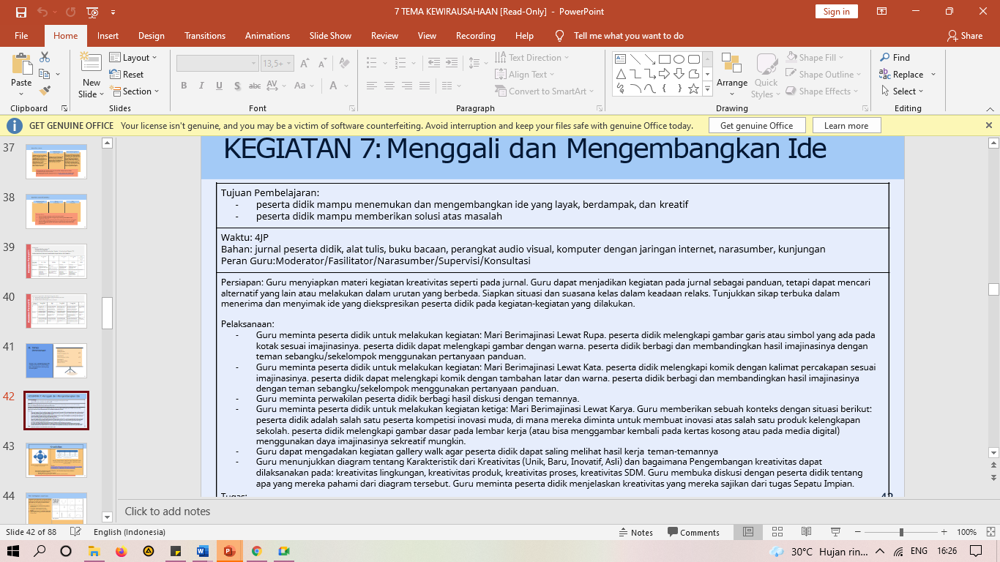 7 TEMA KEWIRAUSAHAAN [Read-Only] - PowerPoint
Sign in
File Home Insert Design Transitions Animations Slide Show Review View Recording Help Tell me what you want to do Share
Paste
Clipboard
New
Slide
Layout
Reset
Section
Slides
13,5+
B I U S abc AV Aa A
Font
Text Direction
Align Text
Convert to SmartArt
Paragraph
Arrange
Quick
Styles
Shape Fill
Shape Outline
Shape Effects
Drawing
Find
Replace
Select
Editing
GET GENUINE OFFICE Your license isn't genuine, and you may be a victim of software counterfeiting. Avoid interruption and keep your files safe with genuine Office today. Get genuine Office Learn more
37
38
39
40
41
42
43
44
KEGIATAN 7: Menggali dan Mengembangkan Ide
Tujuan Pembelajaran:
- peserta didik mampu menemukan dan mengembangkan ide yang layak, berdampak, dan kreatif
- peserta didik mampu memberikan solusi atas masalah
Waktu: 4JP
Bahan: jurnal peserta didik, alat tulis, buku bacaan, perangkat audio visual, komputer dengan jaringan internet, narasumber, kunjungan
Peran Guru:Moderator/Fasilitator/Narasumber/Supervisi/Konsultasi
Persiapan: Guru menyiapkan materi kegiatan kreativitas seperti pada jurnal. Guru dapat menjadikan kegiatan pada jurnal sebagai panduan, tetapi dapat mencari
alternatif yang lain atau melakukan dalam urutan yang berbeda. Siapkan situasi dan suasana kelas dalam keadaan relaks. Tunjukkan sikap terbuka dalam
menerima dan menyimak ide yang diekspresikan peserta didik pada kegiatan-kegiatan yang dilakukan.
Pelaksanaan:
- Guru meminta peserta didik untuk melakukan kegiatan: Mari Berimajinasi Lewat Rupa. peserta didik melengkapi gambar garis atau simbol yang ada pada
kotak sesuai imajinasinya. peserta didik dapat melengkapi gambar dengan warna. peserta didik berbagi dan membandingkan hasil imajinasinya dengan
teman sebangku/sekelompok menggunakan pertanyaan panduan.
- Guru meminta peserta didik untuk melakukan kegiatan: Mari Berimajinasi Lewat Kata. peserta didik melengkapi komik dengan kalimat percakapan sesuai
imajinasinya. peserta didik dapat melengkapi komik dengan tambahan latar dan warna. peserta didik berbagi dan membandingkan hasil imajinasinya
dengan teman sebangku/sekelompok menggunakan pertanyaan panduan.
- Guru meminta perwakilan peserta didik berbagi hasil diskusi dengan temannya.
- Guru meminta peserta didik untuk melakukan kegiatan ketiga: Mari Berimajinasi Lewat Karya. Guru memberikan sebuah konteks dengan situasi berikut:
peserta didik adalah salah satu peserta kompetisi inovasi muda, di mana mereka diminta untuk membuat inovasi atas salah satu produk kelengkapan
sekolah. peserta didik melengkapi gambar dasar pada lembar kerja (atau bisa menggambar kembali pada kertas kosong atau pada media digital)
menggunakan daya imajinasinya sekreatif mungkin.
- Guru dapat mengadakan kegiatan gallery walk agar peserta didik dapat saling melihat hasil kerja teman-temannya
- Guru menunjukkan diagram tentang Karakteristik dari Kreativitas (Unik, Baru, Inovatif, Asli) dan bagaimana Pengembangan kreativitas dapat
dilaksanakan pada: kreativitas lingkungan, kreativitas produk, kreativitas proses, kreativitas SDM. Guru membuka diskusi dengan peserta didik tentang
apa yang mereka pahami dari diagram tersebut. Guru meminta peserta didik menjelaskan kreativitas yang mereka sajikan dari tugas Sepatu Impian.
Tugas:
42
Click to add notes
Slide 42 of 88 English (Indonesia) Notes Comments 100%
30°C Hujan rin... ENG 16:26